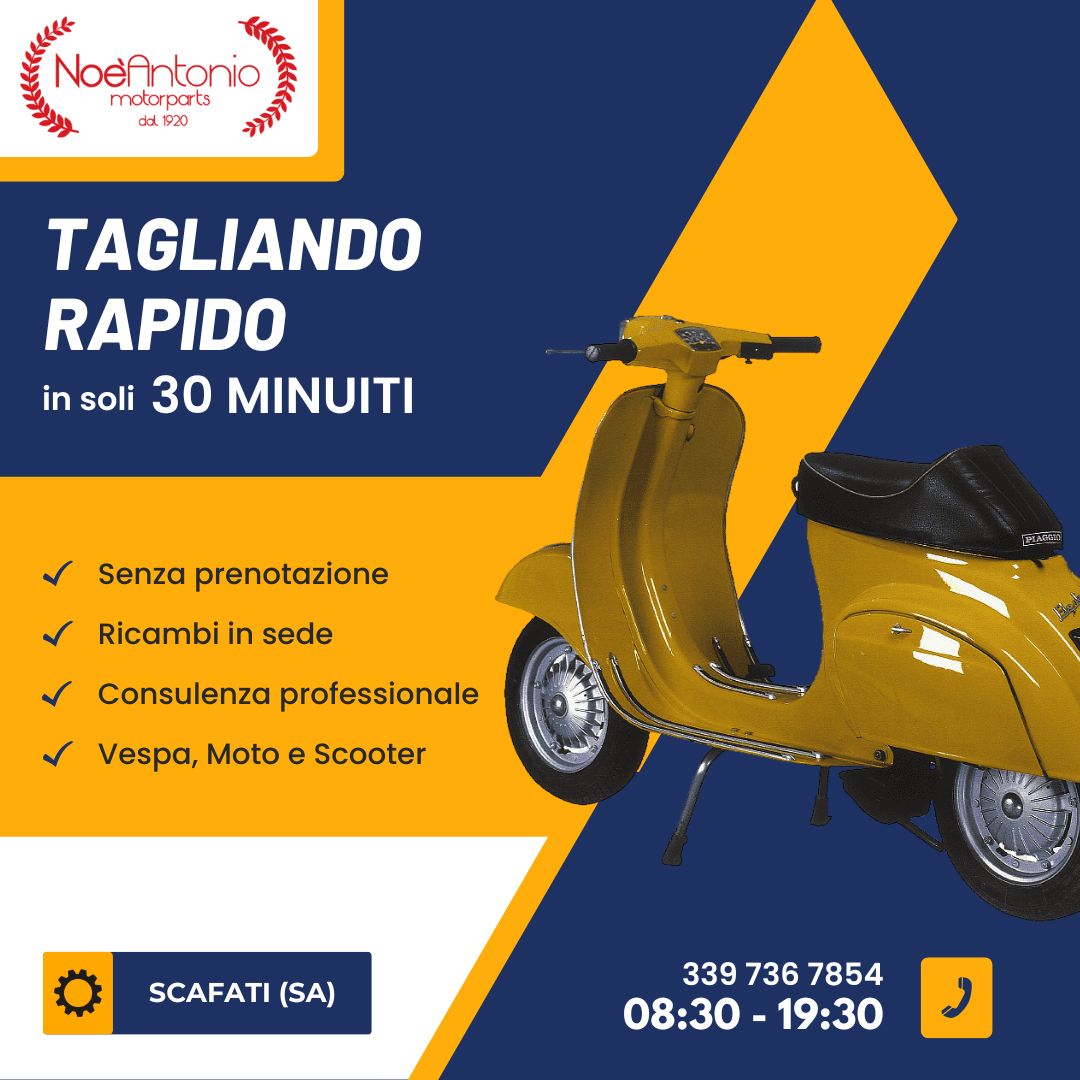 NoèAntonio
motorparts
dal 1920
TAGLIANDO
RAPIDO
in soli 30 MINUITI
Senza prenotazione
Ricambi in sede
Consulenza professionale
Vespa, Moto e Scooter
PIAGGIO
SCAFATI (SA)
339 736 7854
08:30 - 19:30